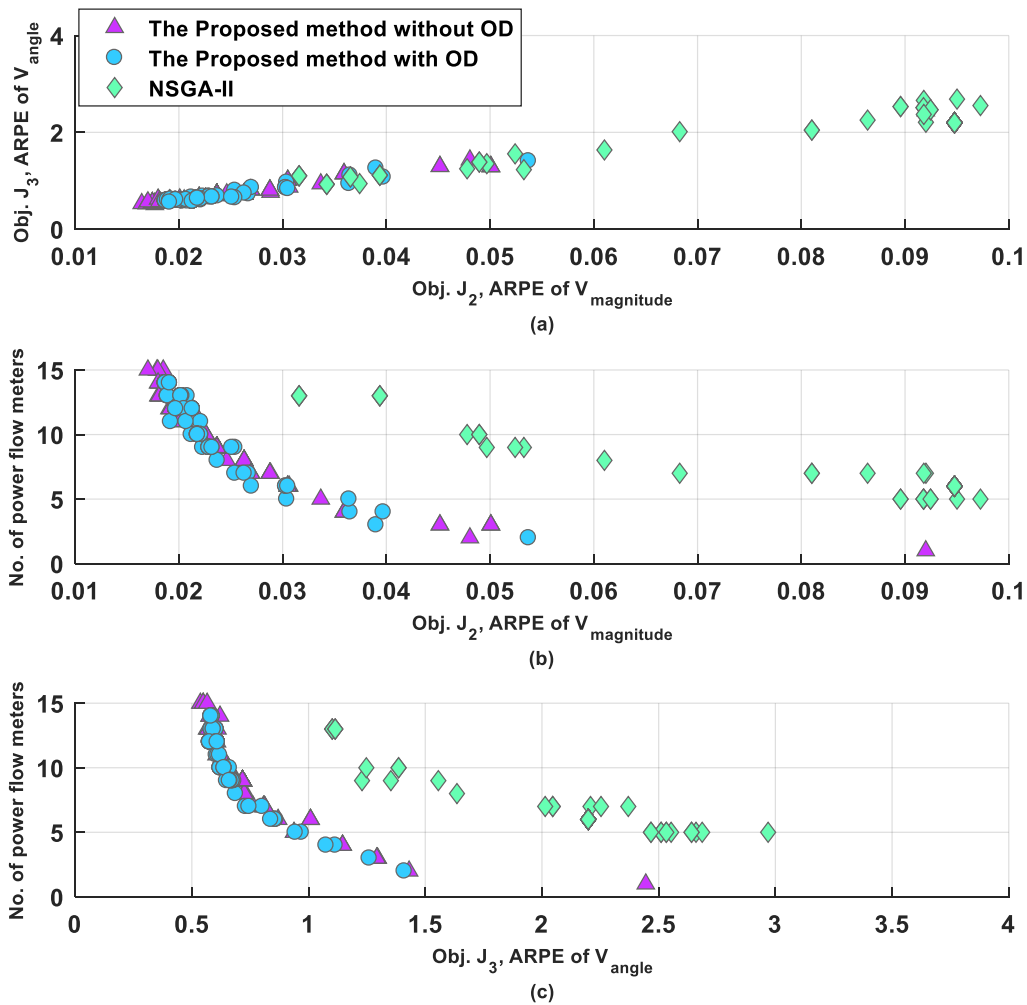 The Proposed method without OD
The Proposed method with OD
NSGA-II
Obj. J3, ARPE of Vangle
4
2
0
0.01 0.02 0.03 0.04 0.05 0.06 0.07 0.08 0.09 0.1
Obj. J2, ARPE of Vmagnitude
(a)
No. of power flow meters
15
10
5
0
0.01 0.02 0.03 0.04 0.05 0.06 0.07 0.08 0.09 0.1
Obj. J2, ARPE of Vmagnitude
(b)
No. of power flow meters
15
10
5
0
0 0.5 1 1.5 2 2.5 3 3.5 4
Obj. J3, ARPE of Vangle
(c)